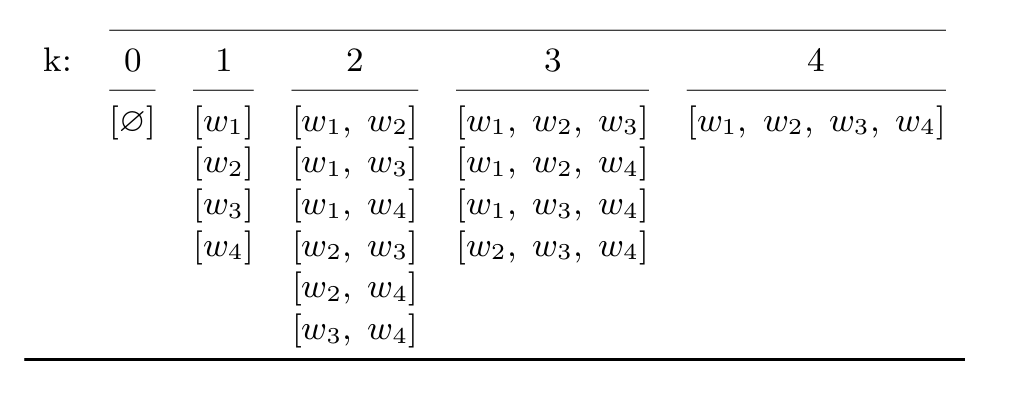 k: 0 1 2 3 4
[∅] [w₁] [w₁, w₂] [w₁, w₂, w₃] [w₁, w₂, w₃, w₄]
[w₂] [w₁, w₃] [w₁, w₂, w₄]
[w₃] [w₁, w₄] [w₁, w₃, w₄]
[w₄] [w₂, w₃] [w₂, w₃, w₄]
[w₂, w₄]
[w₃, w₄]